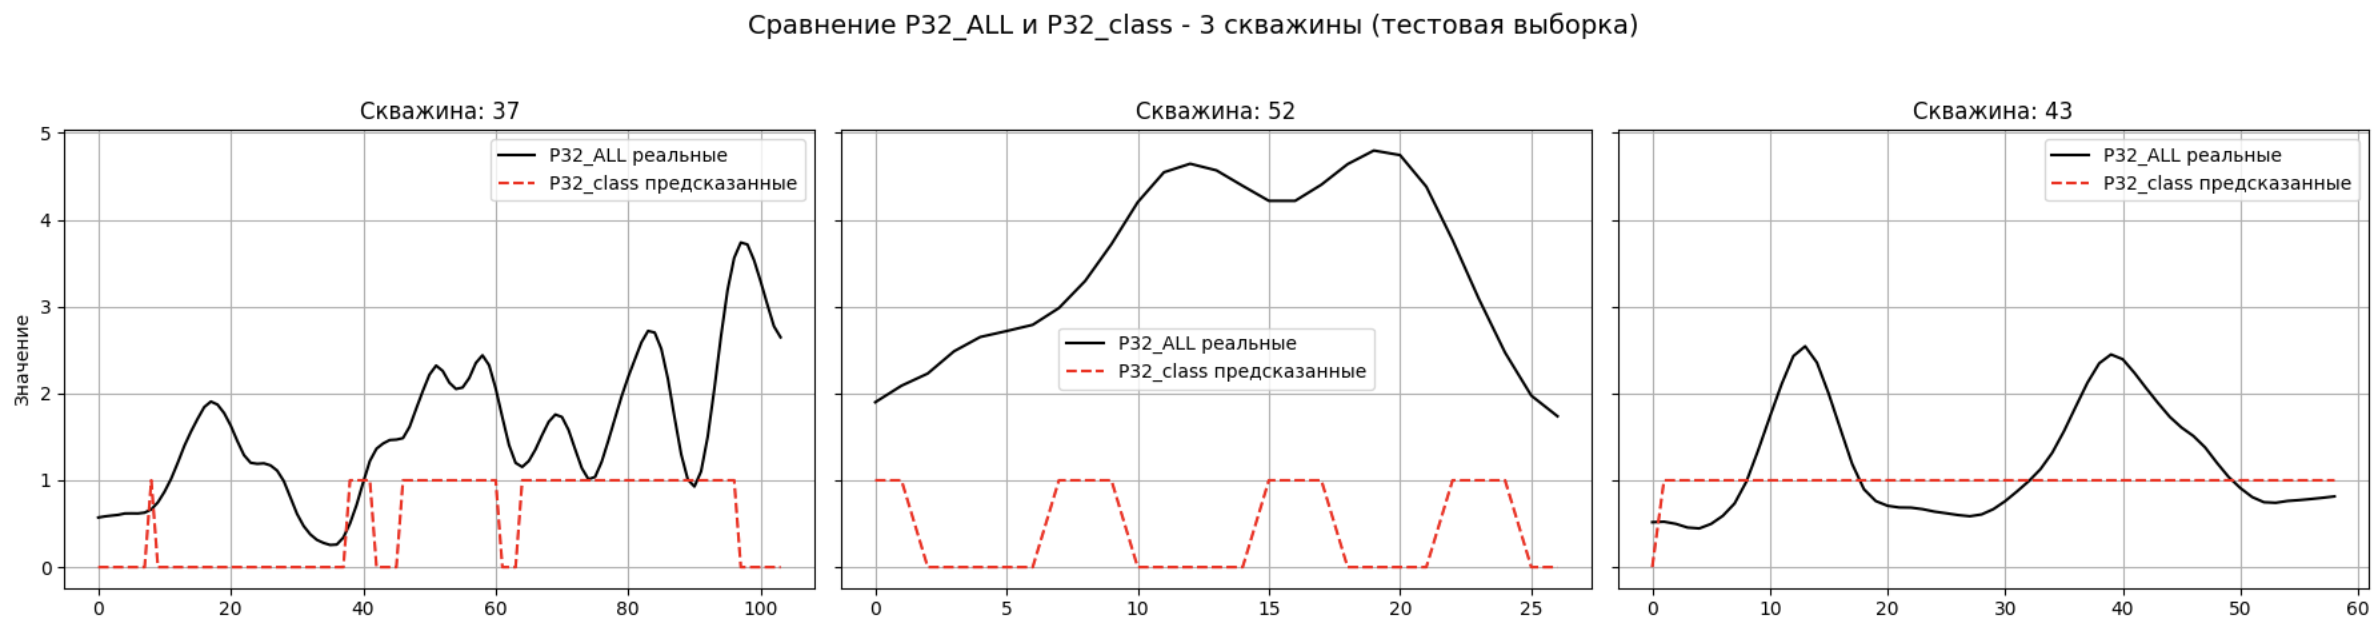 Сравнение P32_ALL и P32_class - 3 скважины (тестовая выборка)
Скважина: 37
Значение
5
4
3
2
1
0
0 20 40 60 80 100
P32_ALL реальные
P32_class предсказанные
Скважина: 52
0 5 10 15 20 25
P32_ALL реальные
P32_class предсказанные
Скважина: 43
0 10 20 30 40 50 60
P32_ALL реальные
P32_class предсказанные